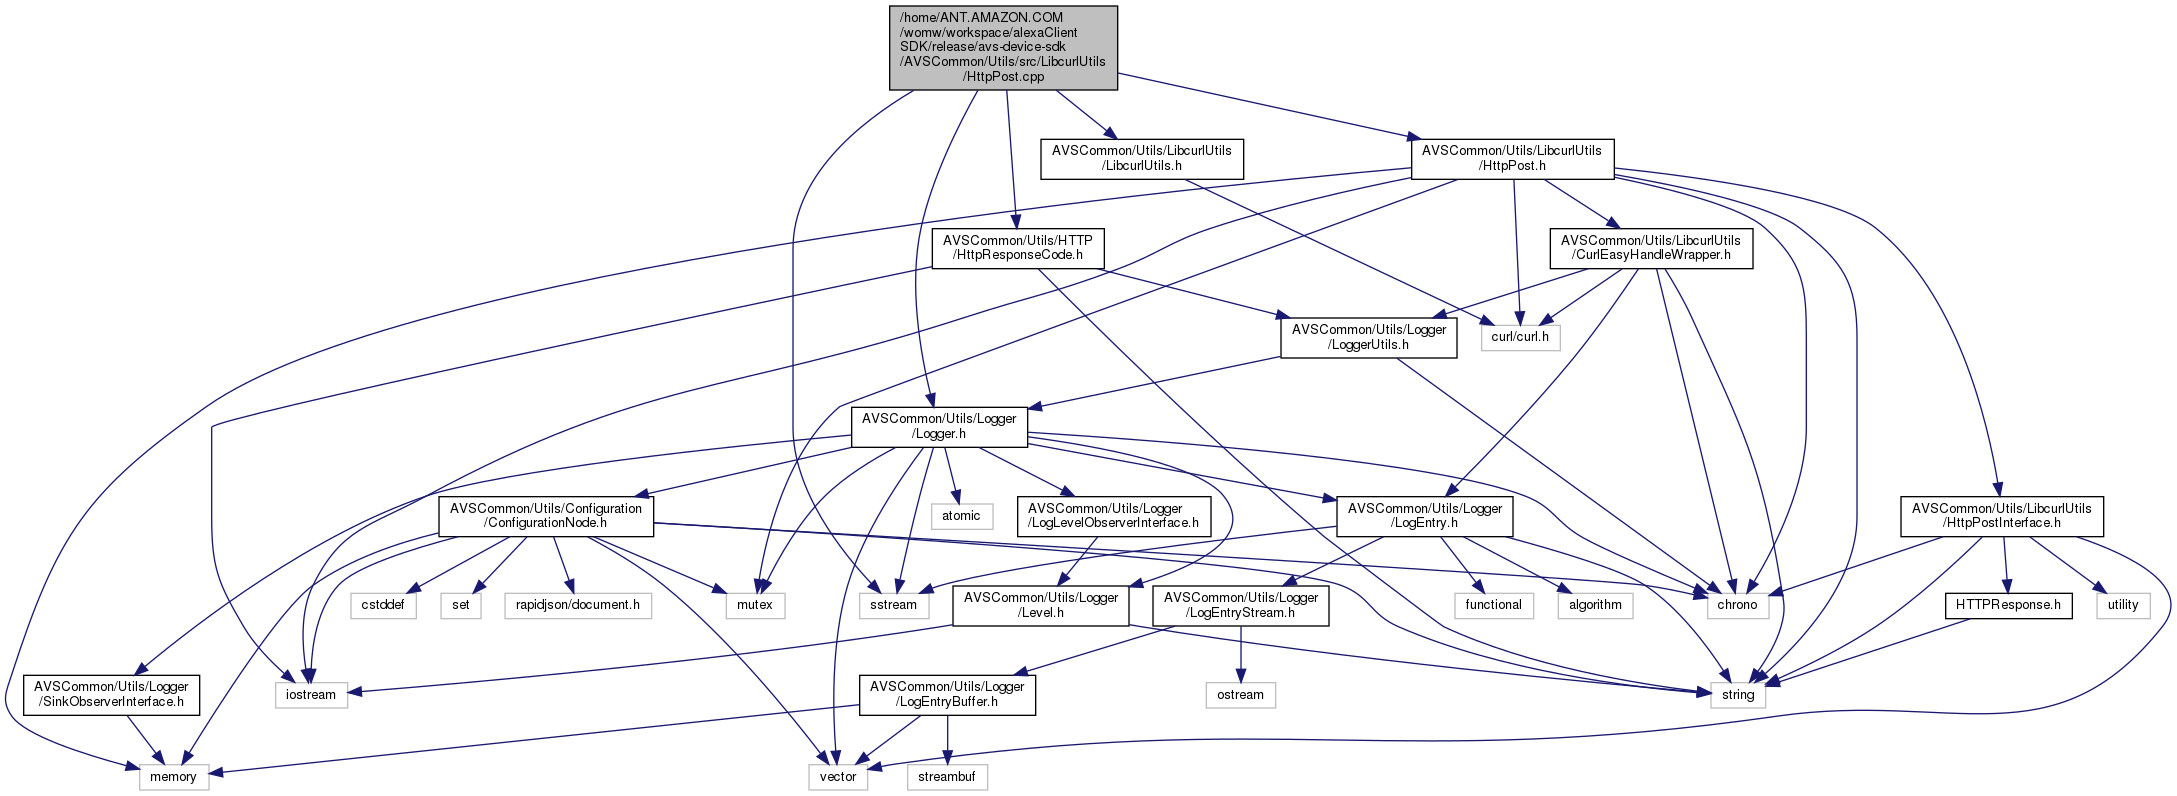 /home/ANT.AMAZON.COM
/womw/workspace/alexaClient
SDK/release/avs-device-sdk
/AVSCommon/Utils/src/LibcurlUtils
/HttpPost.cpp
AVSCommon/Utils/LibcurlUtils
/LibcurlUtils.h
AVSCommon/Utils/LibcurlUtils
/HttpPost.h
AVSCommon/Utils/HTTP
/HttpResponseCode.h
AVSCommon/Utils/LibcurlUtils
/CurlEasyHandleWrapper.h
AVSCommon/Utils/Logger
/LoggerUtils.h
curl/curl.h
AVSCommon/Utils/Logger
/Logger.h
AVSCommon/Utils/Configuration
/ConfigurationNode.h
atomic
AVSCommon/Utils/Logger
/LogLevelObserverInterface.h
AVSCommon/Utils/Logger
/LogEntry.h
AVSCommon/Utils/LibcurlUtils
/HttpPostInterface.h
cstddef
set
rapidjson/document.h
mutex
sstream
AVSCommon/Utils/Logger
/Level.h
AVSCommon/Utils/Logger
/LogEntryStream.h
functional
algorithm
chrono
HTTPResponse.h
utility
AVSCommon/Utils/Logger
/SinkObserverInterface.h
iostream
AVSCommon/Utils/Logger
/LogEntryBuffer.h
ostream
string
memory
vector
streambuf